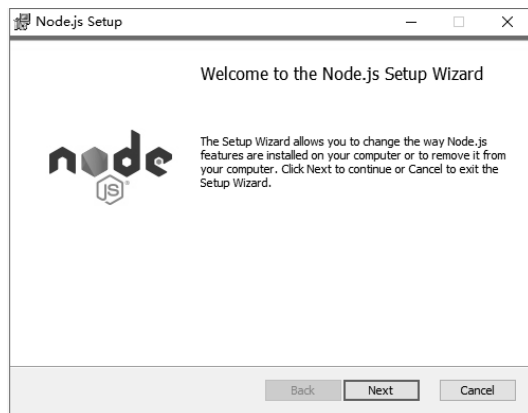 Node.js Setup
Welcome to the Node.js Setup Wizard
node
JS
The Setup Wizard allows you to change the way Node.js
features are installed on your computer or to remove it from
your computer. Click Next to continue or Cancel to exit the
Setup Wizard.
Back Next Cancel